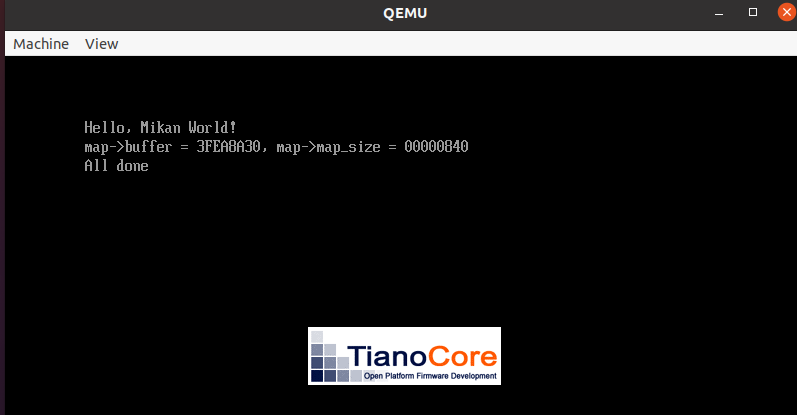 QEMU
Machine View
Hello, Mikan World!
map->buffer = 3FEA8A30, map->map_size = 00000840
All done
TianoCore
Open Platform Firmware Development